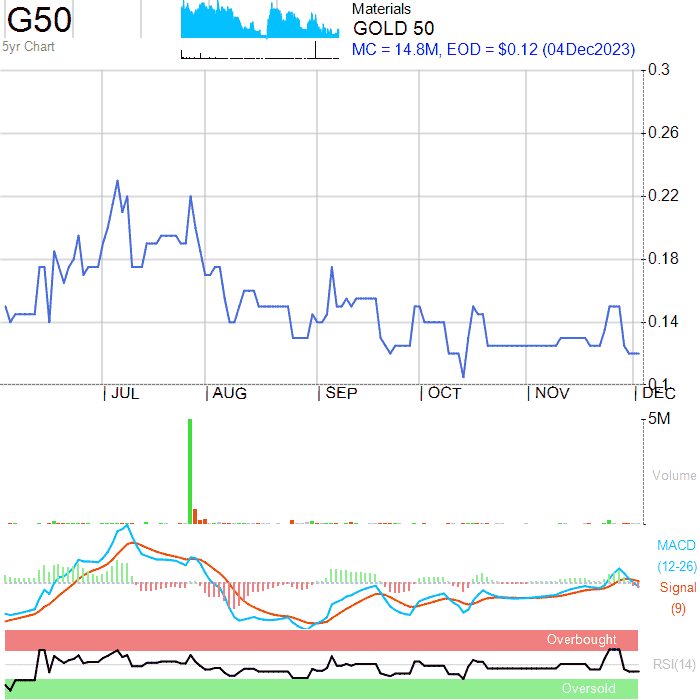 G50
5yr Chart
Materials
GOLD 50
MC = 14.8M, EOD = $0.12 (04Dec2023)
0.3
0.26
0.22
0.18
0.14
0.1
JUL AUG SEP OCT NOV DEC
5M
Volume
MACD
(12-26)
Signal
(9)
Overbought
RSI(14)
Oversold